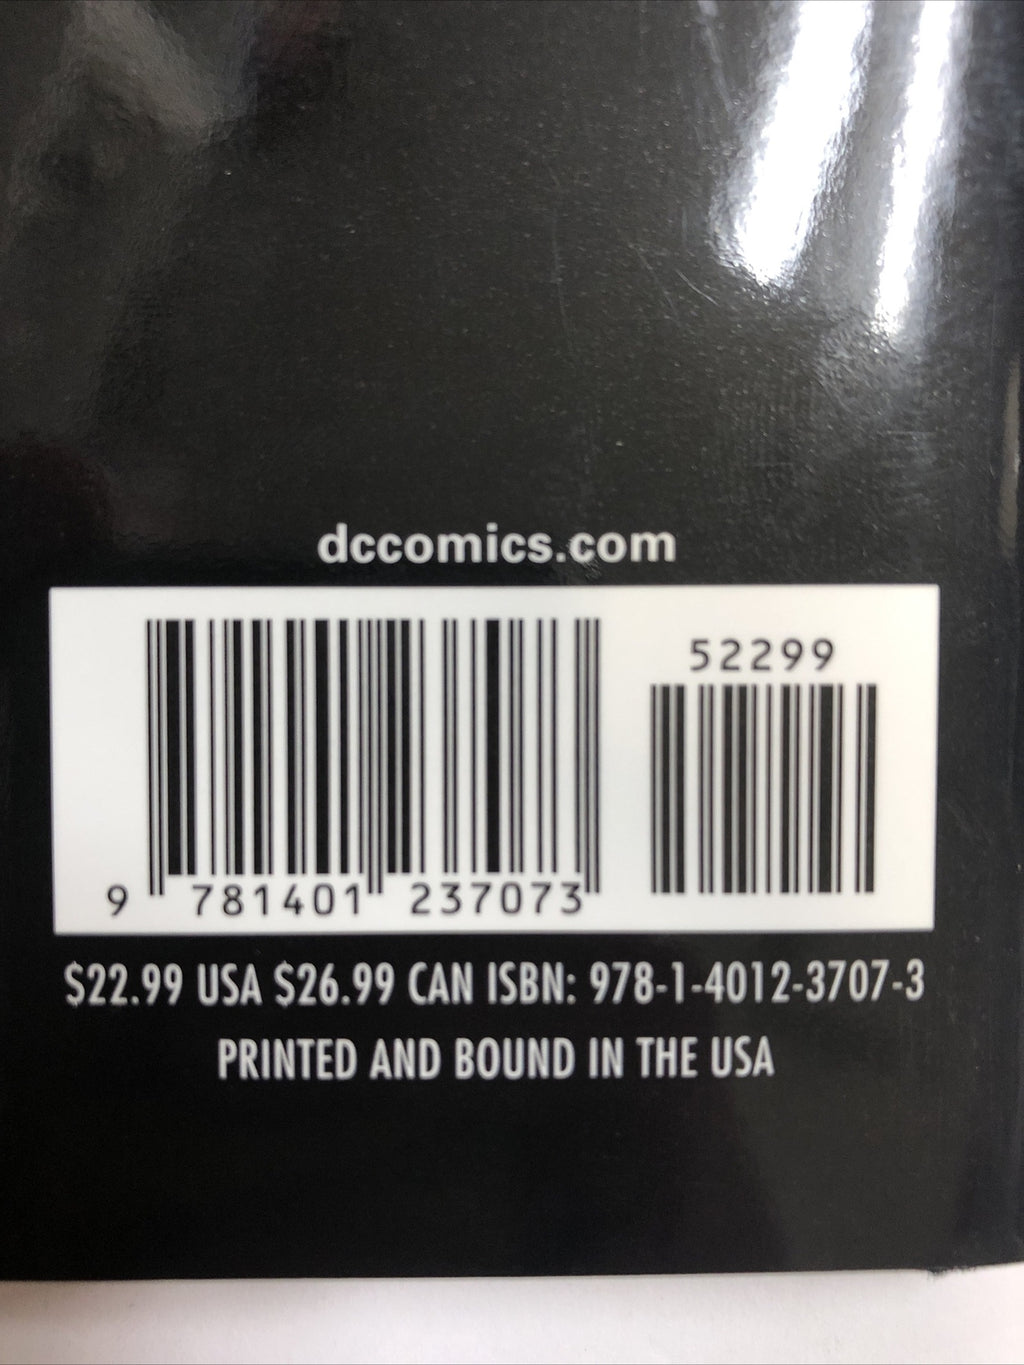 dccomics.com
52299
9 781401 237073
$22.99 USA $26.99 CAN ISBN: 978-1-4012-3707-3
PRINTED AND BOUND IN THE USA